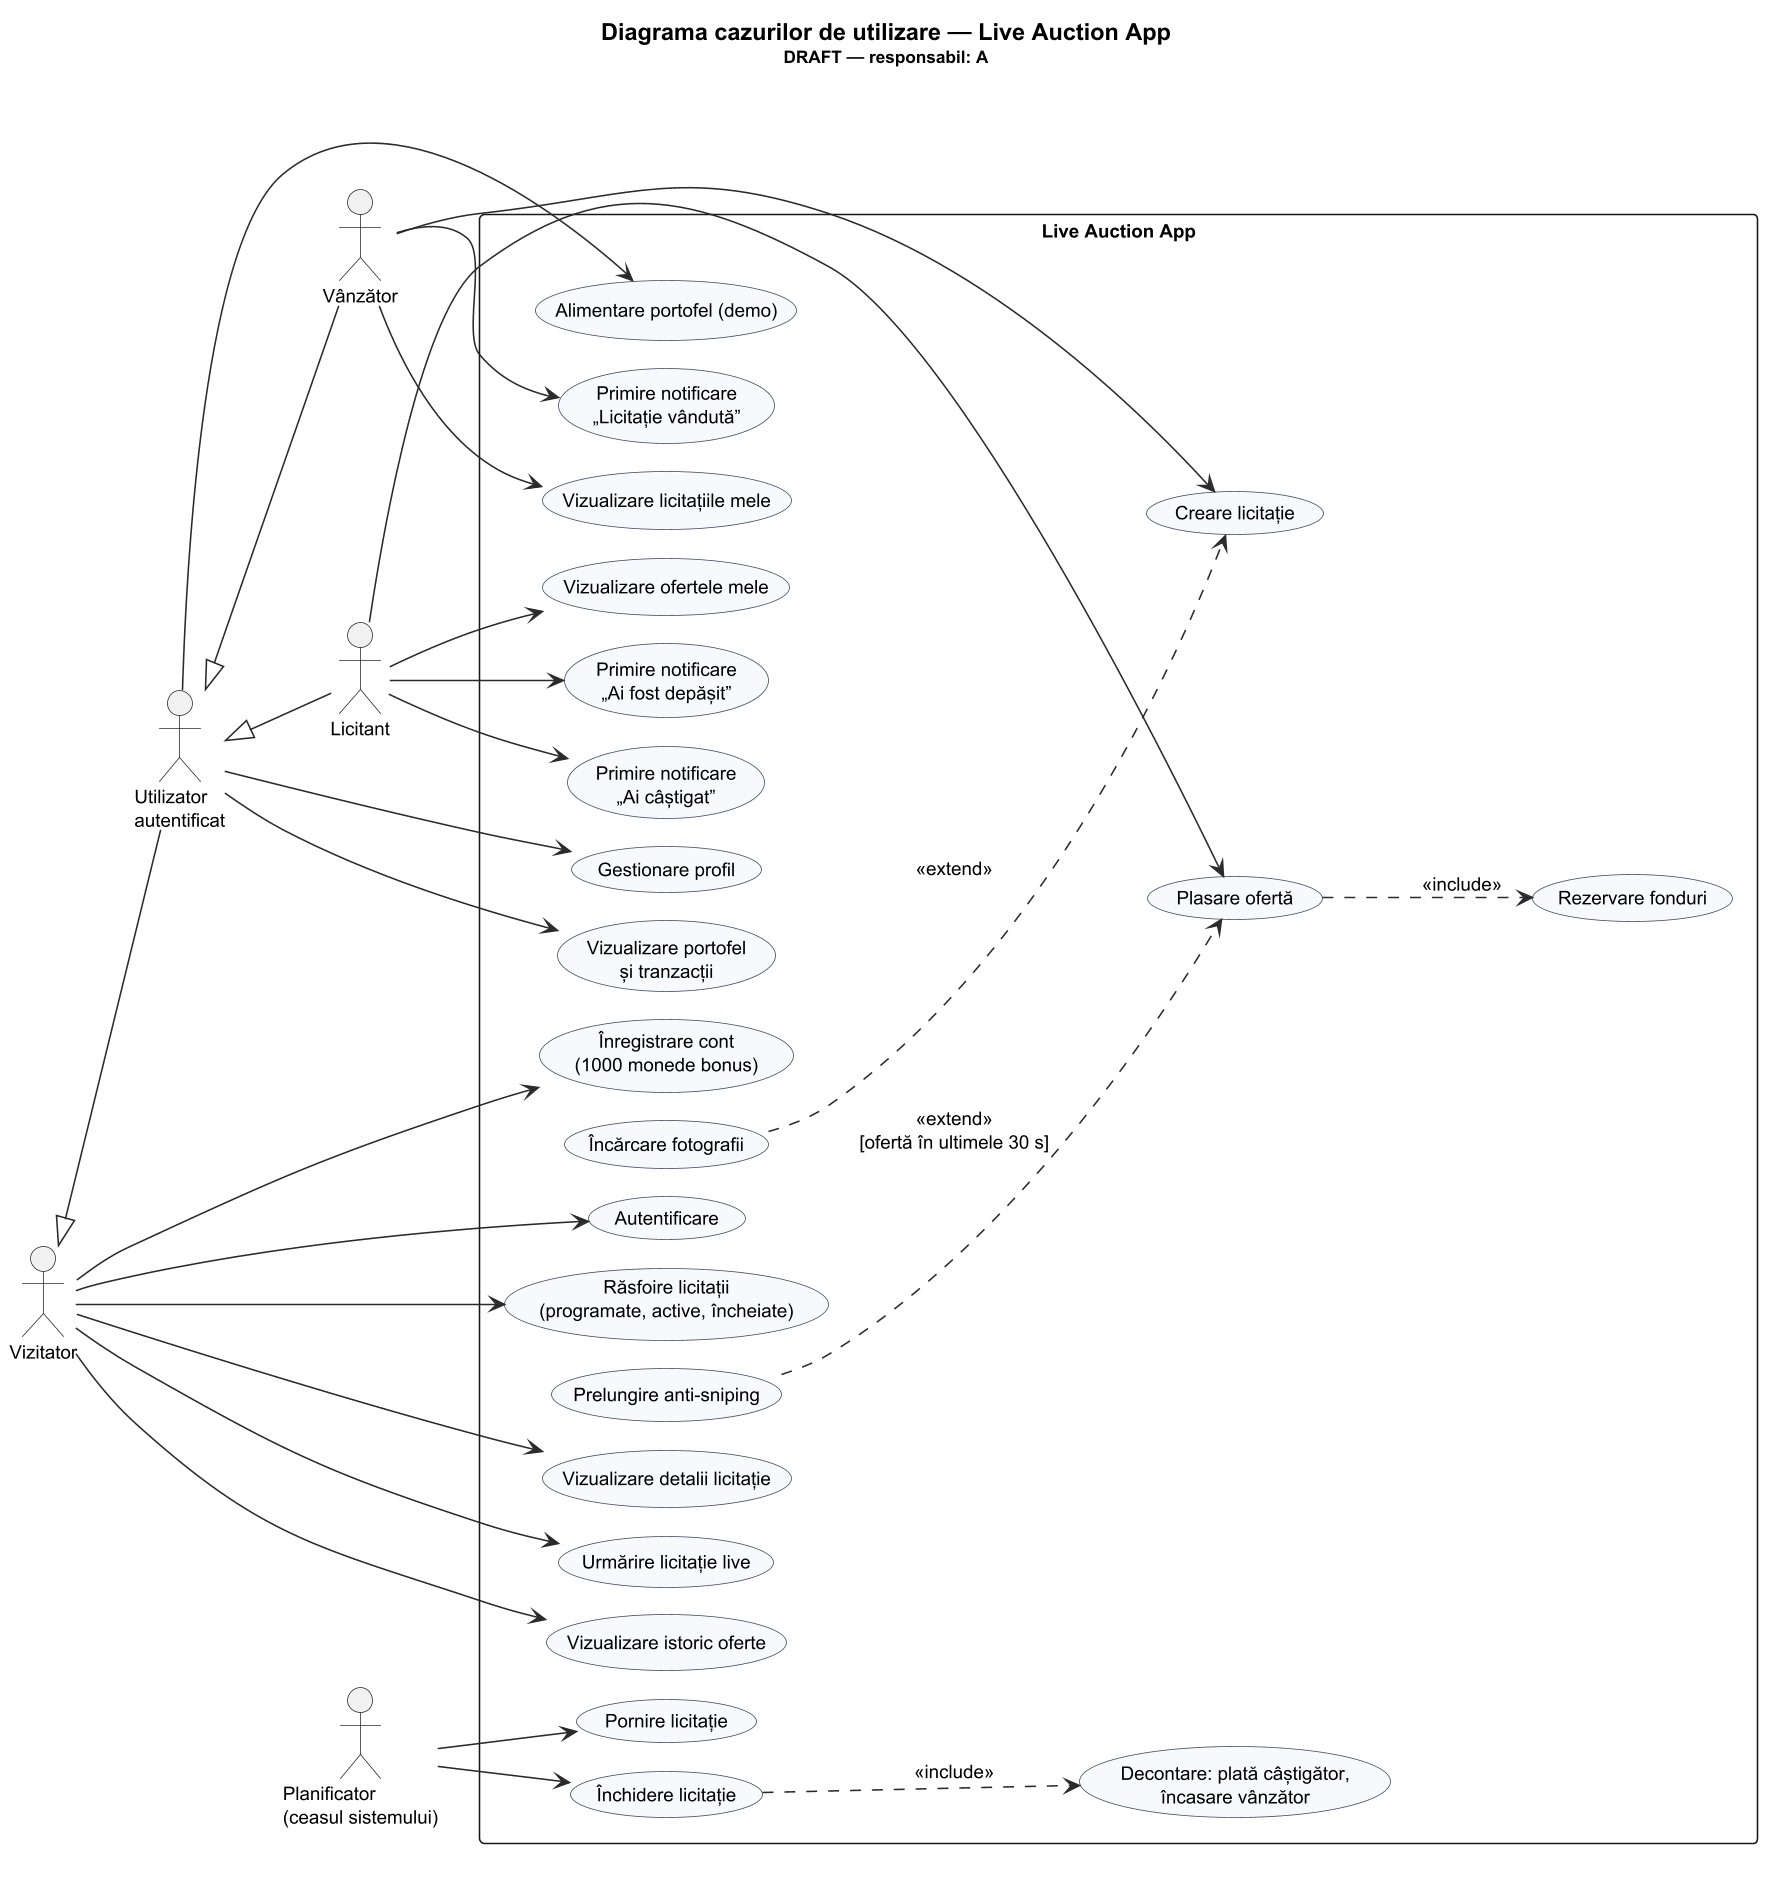 Diagrama cazurilor de utilizare — Live Auction App
DRAFT — responsabil: A
Live Auction App
Vânzător
Alimentare portofel (demo)
Primire notificare
„Licitație vândută”
Vizualizare licitațiile mele
Creare licitație
Vizualizare ofertele mele
Licitant
Primire notificare
„Ai fost depășit”
Primire notificare
„Ai câștigat”
Utilizator
autentificat
Gestionare profil
«extend»
Plasare ofertă
«include»
Rezervare fonduri
Vizualizare portofel
și tranzacții
Înregistrare cont
(1000 monede bonus)
Încărcare fotografii
«extend»
[ofertă în ultimele 30 s]
Autentificare
Răsfoire licitații
(programate, active, încheiate)
Vizitator
Prelungire anti-sniping
Vizualizare detalii licitație
Urmărire licitație live
Vizualizare istoric oferte
Pornire licitație
Planificator
(ceasul sistemului)
Închidere licitație
«include»
Decontare: plată câștigător,
încasare vânzător